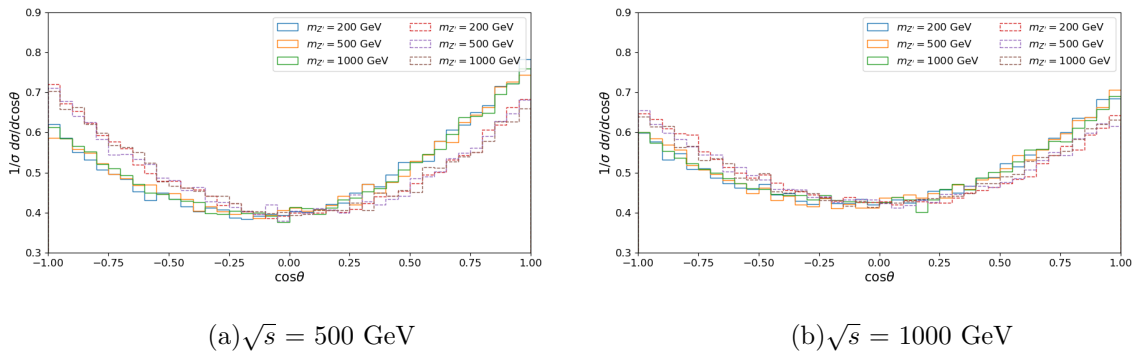 0.9
0.8
0.7
0.6
0.5
0.4
0.3
−1.00 −0.75 −0.50 −0.25 0.00 0.25 0.50 0.75 1.00
cosθ
1/σ dσ/dcosθ
m_{Z'} = 200 GeV m_{Z'} = 200 GeV
m_{Z'} = 500 GeV m_{Z'} = 500 GeV
m_{Z'} = 1000 GeV m_{Z'} = 1000 GeV
(a)√s = 500 GeV
0.9
0.8
0.7
0.6
0.5
0.4
0.3
−1.00 −0.75 −0.50 −0.25 0.00 0.25 0.50 0.75 1.00
cosθ
1/σ dσ/dcosθ
m_{Z'} = 200 GeV m_{Z'} = 200 GeV
m_{Z'} = 500 GeV m_{Z'} = 500 GeV
m_{Z'} = 1000 GeV m_{Z'} = 1000 GeV
(b)√s = 1000 GeV